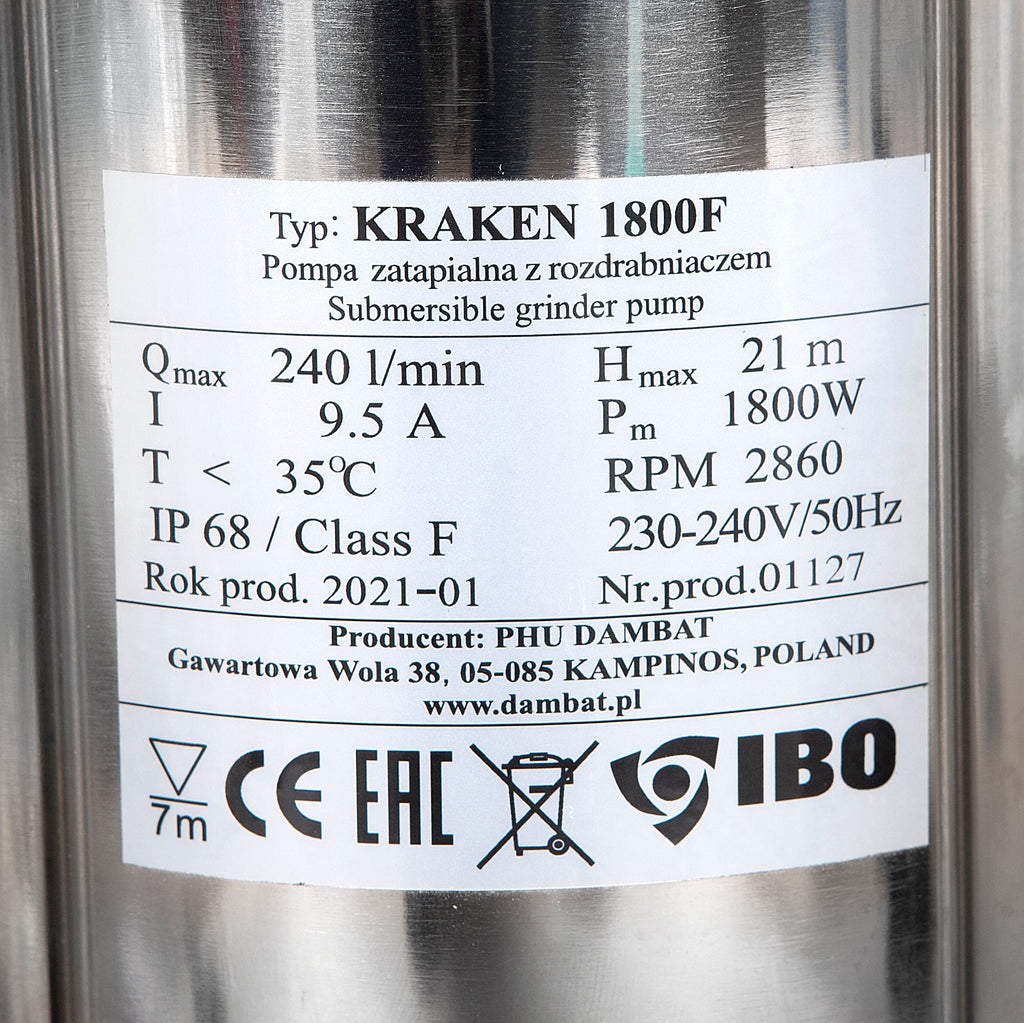 Typ: KRAKEN 1800F
Pompa zatapialna z rozdrabniaczem
Submersible grinder pump
Qmax 240 l/min Hmax 21 m
I 9.5 A Pm 1800W
T < 35°C RPM 2860
IP 68 / Class F 230-240V/50Hz
Rok prod. 2021-01 Nr.prod.01127
Producent: PHU DAMBAT
Gawartowa Wola 38, 05-085 KAMPINOS, POLAND
www.dambat.pl
7m CE EAC IBO